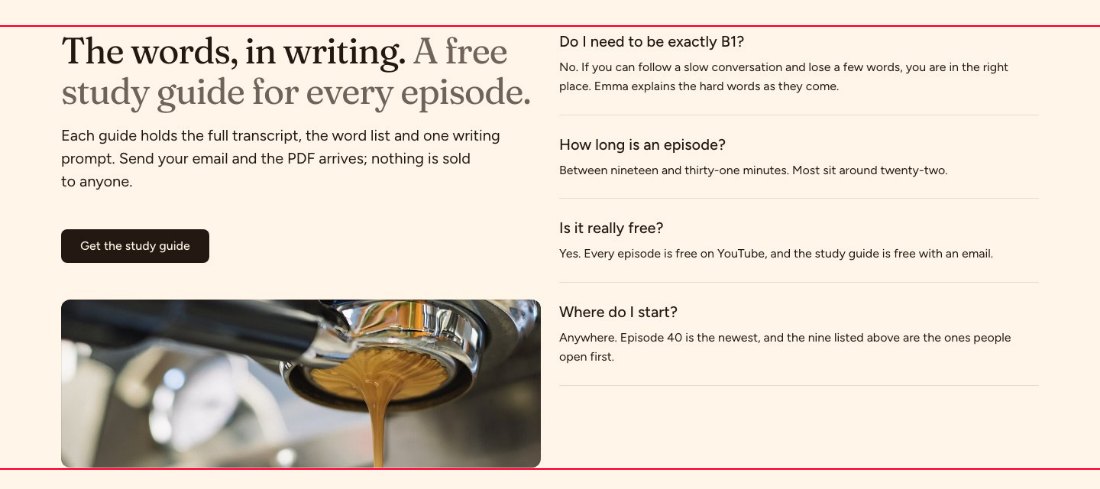 The words, in writing. A free
study guide for every episode.
Each guide holds the full transcript, the word list and one writing
prompt. Send your email and the PDF arrives; nothing is sold
to anyone.
Get the study guide
Do I need to be exactly B1?
No. If you can follow a slow conversation and lose a few words, you are in the right
place. Emma explains the hard words as they come.
How long is an episode?
Between nineteen and thirty-one minutes. Most sit around twenty-two.
Is it really free?
Yes. Every episode is free on YouTube, and the study guide is free with an email.
Where do I start?
Anywhere. Episode 40 is the newest, and the nine listed above are the ones people
open first.